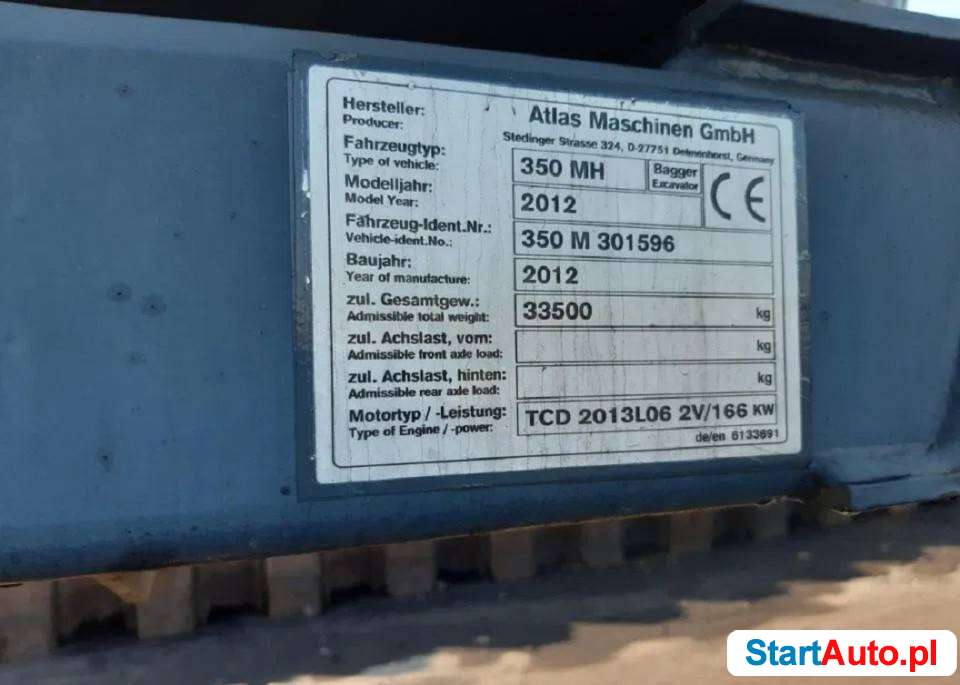 Hersteller: Atlas Maschinen GmbH
Producer: Stedinger Strasse 324, D-27751 Delmenhorst, Germany
Fahrzeugtyp: 350 MH Bagger
Type of vehicle: Excavator CE
Modelljahr: 2012
Model Year:
Fahrzeug-Ident.Nr.: 350 M 301596
Vehicle-ident.No.:
Baujahr: 2012
Year of manufacture:
zul. Gesamtgew.: 33500 kg
Admissible total weight:
zul. Achslast, vorn: kg
Admissible front axle load:
zul. Achslast, hinten: kg
Admissible rear axle load:
Motortyp / -Leistung: TCD 2013L06 2V/166 KW
Type of Engine / -power:
de/en 6133691
StartAuto.pl